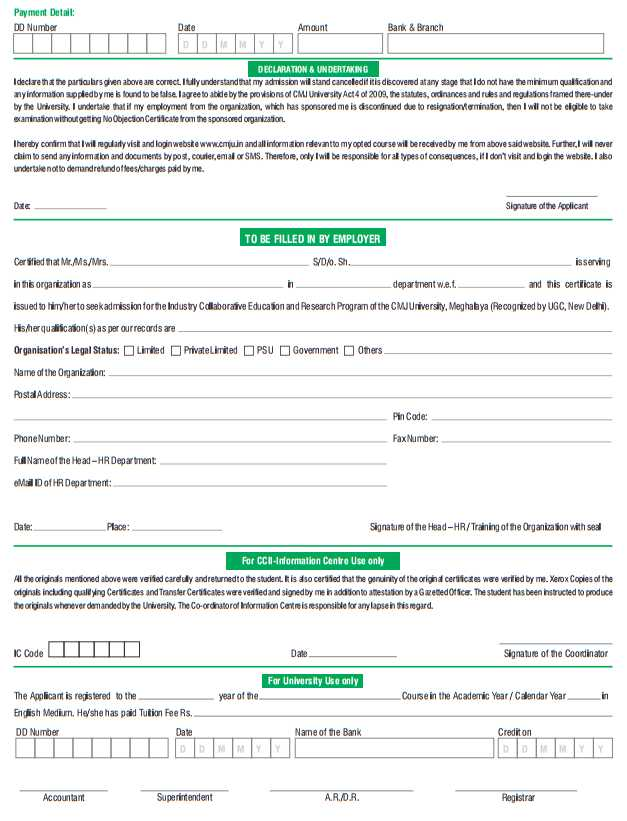 Payment Detail:
DD Number Date Amount Bank & Branch
D D M M Y Y
DECLARATION & UNDERTAKING
I declare that the particulars given above are correct. I fully understand that my admission will stand cancelled if it is discovered at any stage that I do not have the minimum qualification and
any information supplied by me is found to be false. I agree to abide by the provisions of CMJ University Act 4 of 2009, the statutes, ordinances and rules and regulations framed there-under
by the University. I undertake that if my employment from the organization, which has sponsored me is discontinued due to resignation/termination, then I will not be eligible to take
examination without getting No Objection Certificate from the sponsored organization.
I hereby confirm that I will regularly visit and login website www.cmju.in and all information relevant to my opted course will be received by me from above said website. Further, I will never
claim to send any information and documents by post, courier, email or SMS. Therefore, only I will be responsible for all types of consequences, if I don't visit and login the website. I also
undertake not to demand refund of fees/charges paid by me.
Date: Signature of the Applicant
TO BE FILLED IN BY EMPLOYER
Certified that Mr./Ms./Mrs. S/D/o. Sh. is serving
in this organization as in department w.e.f. and this certificate is
issued to him/her to seek admission for the Industry Collaborative Education and Research Program of the CMJ University, Meghalaya (Recognized by UGC, New Delhi).
His/her qualification(s) as per our records are
Organisation's Legal Status: Limited Private Limited PSU Government Others
Name of the Organization:
Postal Address:
Pin Code:
Phone Number: Fax Number:
Full Name of the Head – HR Department:
eMaill ID of HR Department:
Date: Place: Signature of the Head – HR / Training of the Organization with seal
For CCII-Information Centre Use only
All the originals mentioned above were verified carefully and returned to the student. It is also certified that the genuinity of the original certificates were verified by me. Xerox Copies of the
originals including qualifying Certificates and Transfer Certificates were verified and signed by me in addition to attestation by a Gazetted Officer. The student has been instructed to produce
the originals whenever demanded by the University. The Co-ordinator of Information Centre is responsible for any lapse in this regard.
IC Code Date Signature of the Coordinator
For University Use only
The Applicant is registered to the year of the Course in the Academic Year / Calendar Year in
English Medium. He/she has paid Tuition Fee Rs.
DD Number Date Name of the Bank Credit on
D D M M Y Y D D M M Y Y
Accountant Superintendent A.R./D.R. Registrar